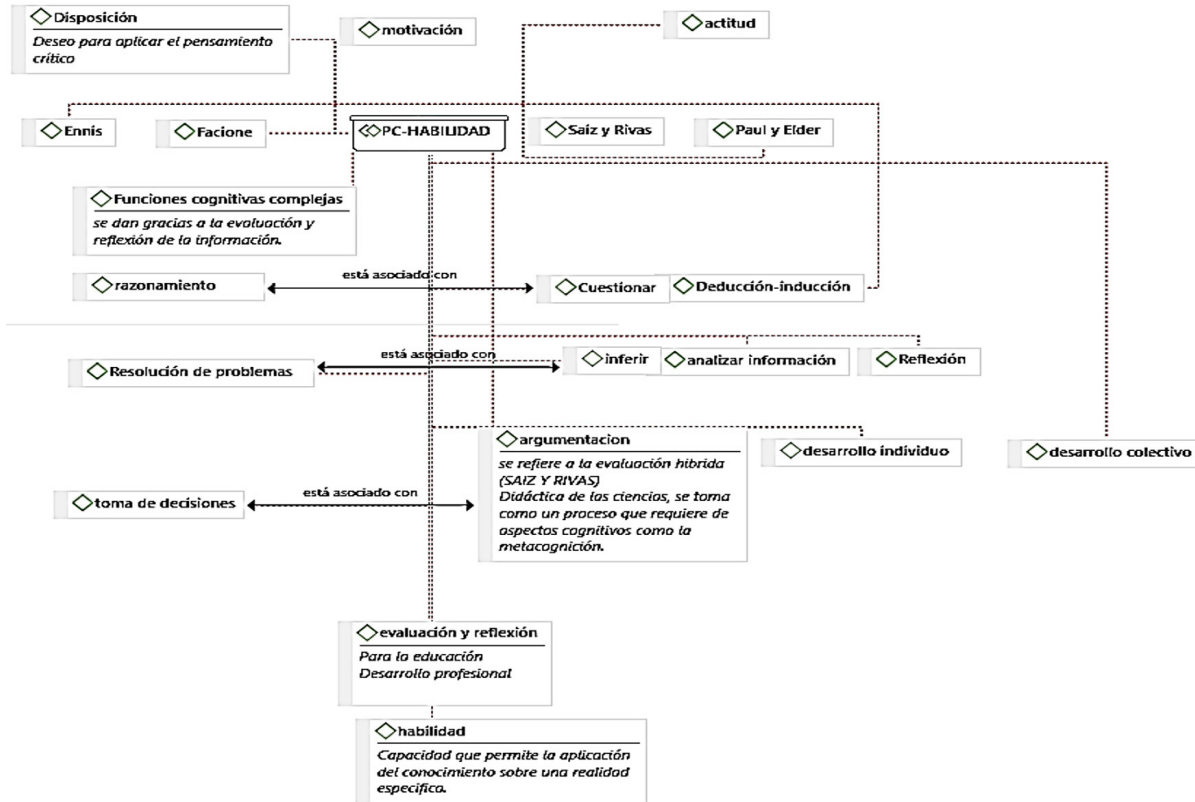 Disposición
Deseo para aplicar el pensamiento
crítico
motivación
actitud
Ennis
Facione
PC-HABILIDAD
Saiz y Rivas
Paul y Elder
Funciones cognitivas complejas
se dan gracias a la evaluación y
reflexión de la información.
razonamiento
está asociado con
Cuestionar
Deducción-inducción
Resolución de problemas
está asociado con
inferir
analizar información
Reflexión
argumentacion
se refiere a la evaluación hibrida
(SAIZ Y RIVAS)
Didáctica de las ciencias, se toma
como un proceso que requiere de
aspectos cognitivos como la
metacognición.
desarrollo individuo
desarrollo colectivo
toma de decisiones
está asociado con
evaluación y reflexión
Para la educación
Desarrollo profesional
habilidad
Capacidad que permite la aplicación
del conocimiento sobre una realidad
especifica.